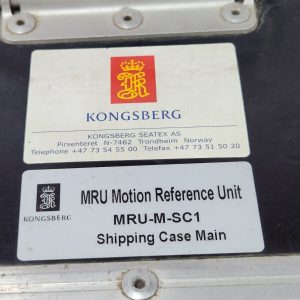 KONGSBERG
KONGSBERG SEATEX AS
Pirsenteret N-7462 Trondheim Norway
Telephone +47 73 54 55 00 Telefax +47 73 51 50 20
KONGSBERG
MRU Motion Reference Unit
MRU-M-SC1
Shipping Case Main